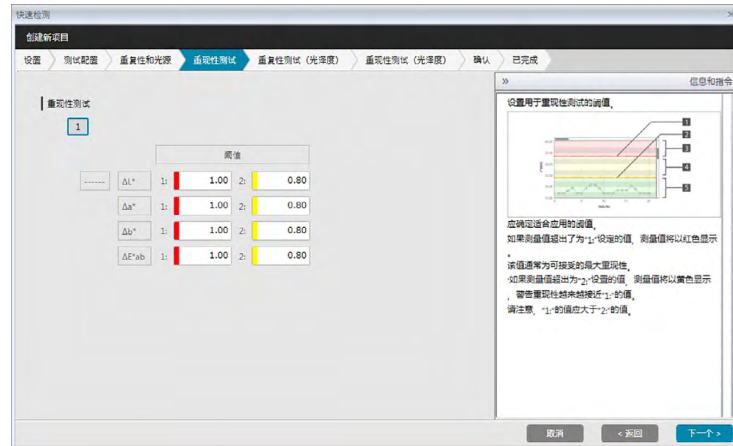 快速检测
创建新项目
设置 测试配置 重复性和光源 重现性测试 重复性测试（光泽度） 重现性测试（光泽度） 确认 已完成
» 信息和指令
重现性测试
1
阈值
------ ΔL* 1: 1.00 2: 0.80
Δa* 1: 1.00 2: 0.80
Δb* 1: 1.00 2: 0.80
ΔE*ab 1: 1.00 2: 0.80
设置用于重现性测试的阈值。
1
2
3
4
5
应确定适合应用的阈值。
如果测量值超出了为"1:"设定的值，测量值将以红色显示
。
该值通常为可接受的最大重现性。
·如果测量值超出为"2:"设置的值，测量值将以黄色显示
，警告重现性越来越接近"1:"的值。
请注意，"1:"的值应大于"2:"的值。
取消 < 返回 下一个 >